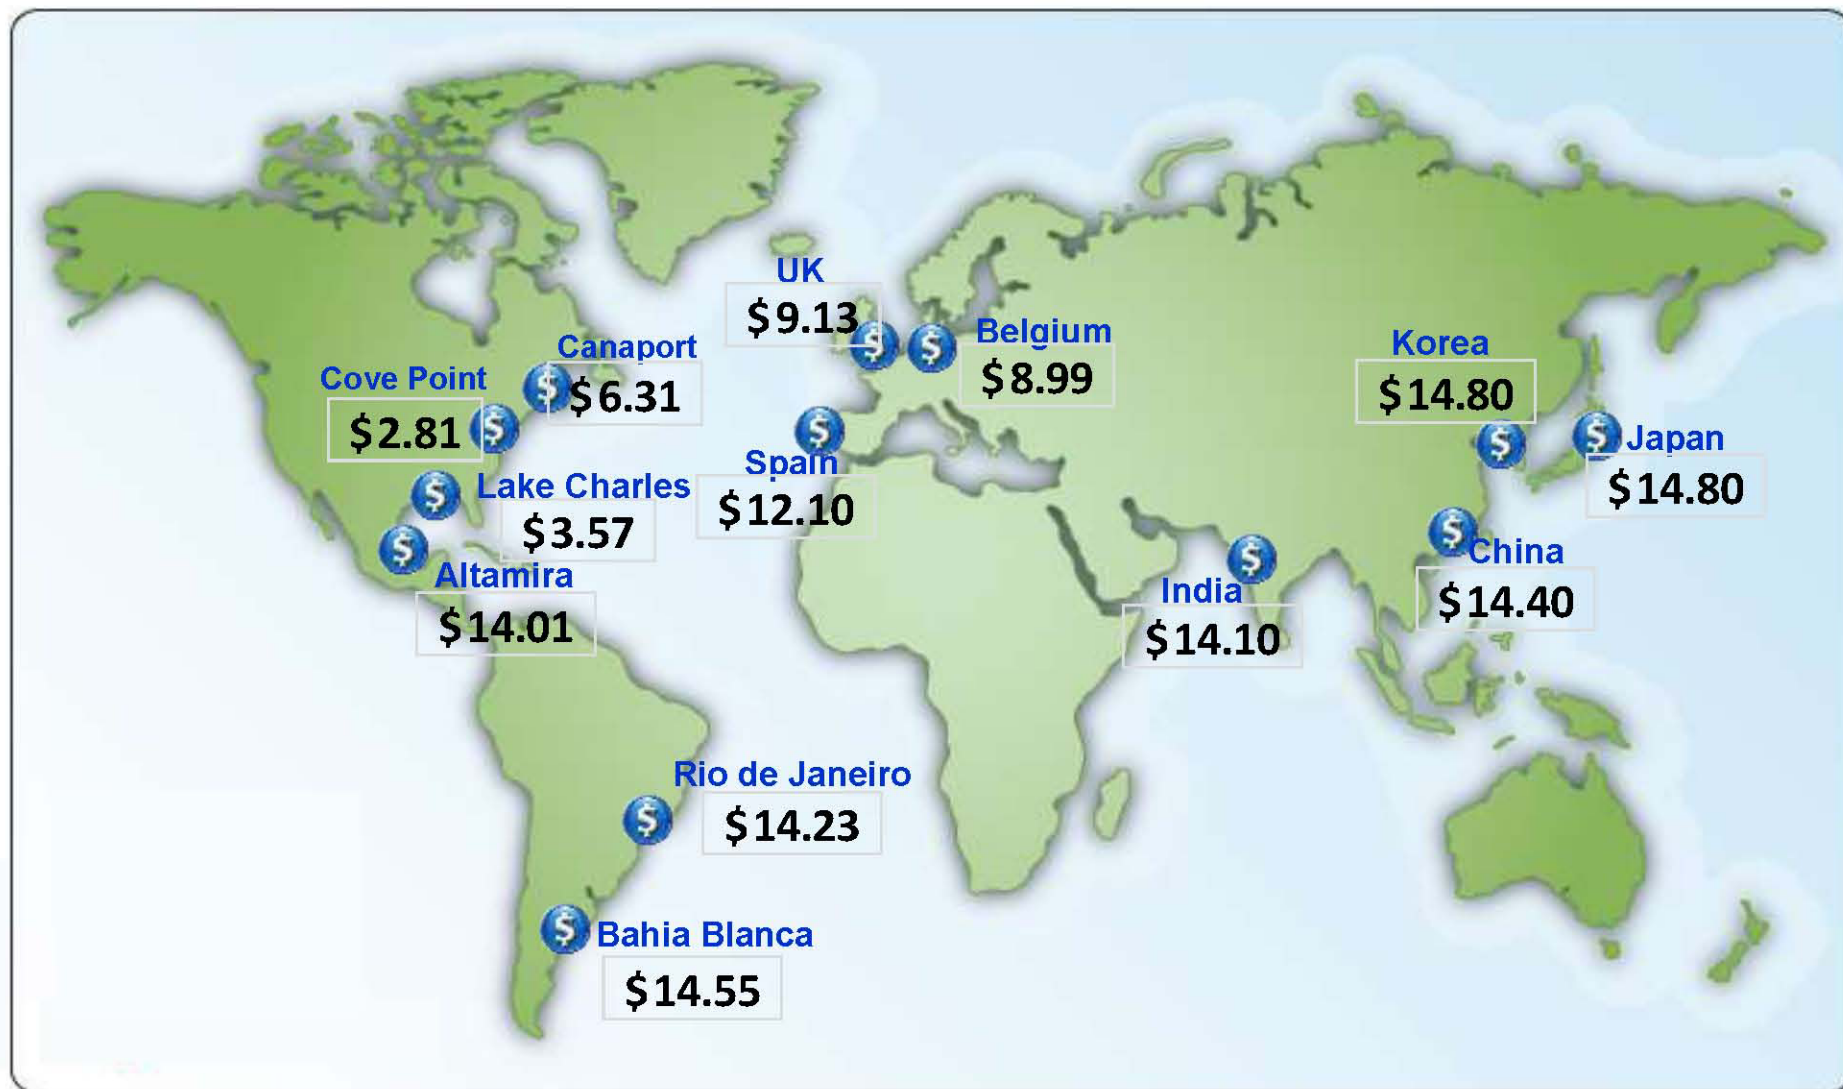 UK
$9.13
Belgium
$8.99
Canaport
$6.31
Cove Point
$2.81
Korea
$14.80
Japan
$14.80
Spain
$12.10
Lake Charles
$3.57
Altamira
$14.01
China
$14.40
India
$14.10
Rio de Janeiro
$14.23
Bahia Blanca
$14.55